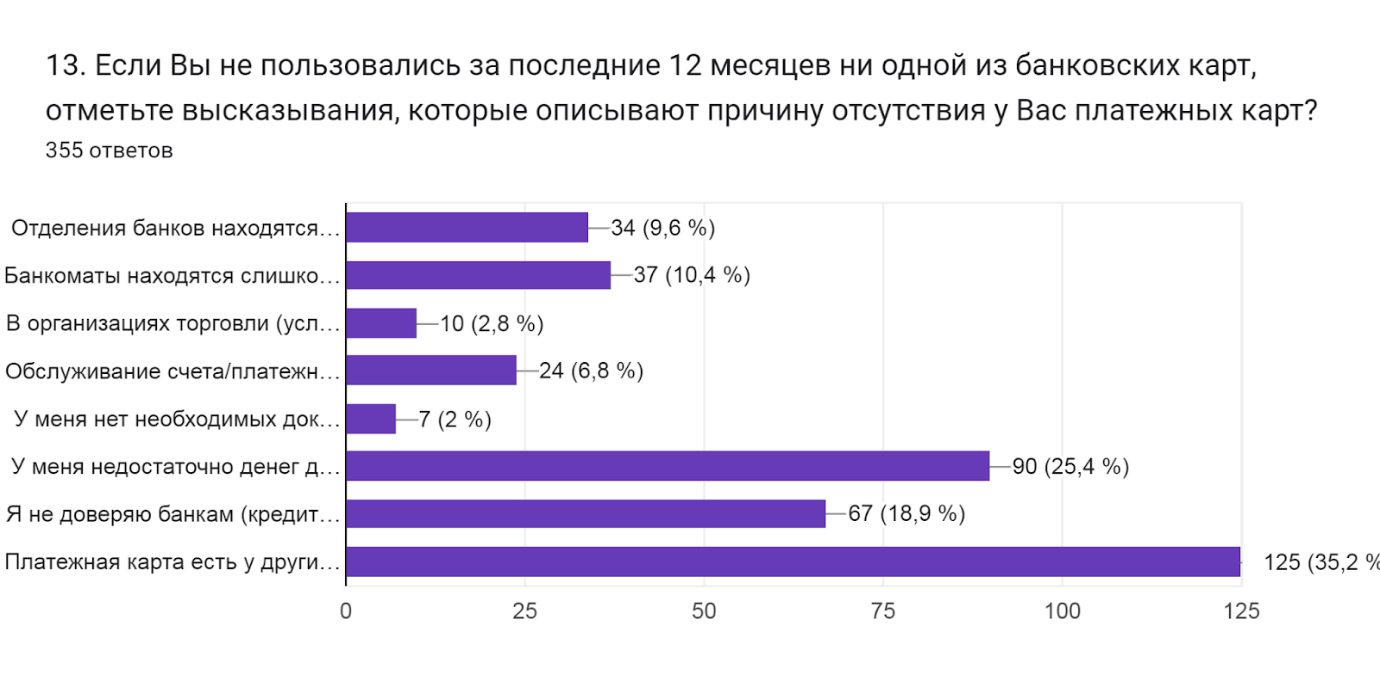 13. Если Вы не пользовались за последние 12 месяцев ни одной из банковских карт,
отметьте высказывания, которые описывают причину отсутствия у Вас платежных карт?
355 ответов
Отделения банков находятся… 34 (9,6 %)
Банкоматы находятся слишко… 37 (10,4 %)
В организациях торговли (усл… 10 (2,8 %)
Обслуживание счета/платежн… 24 (6,8 %)
У меня нет необходимых док… 7 (2 %)
У меня недостаточно денег д… 90 (25,4 %)
Я не доверяю банкам (кредит… 67 (18,9 %)
Платежная карта есть у други… 125 (35,2 %
0 25 50 75 100 125